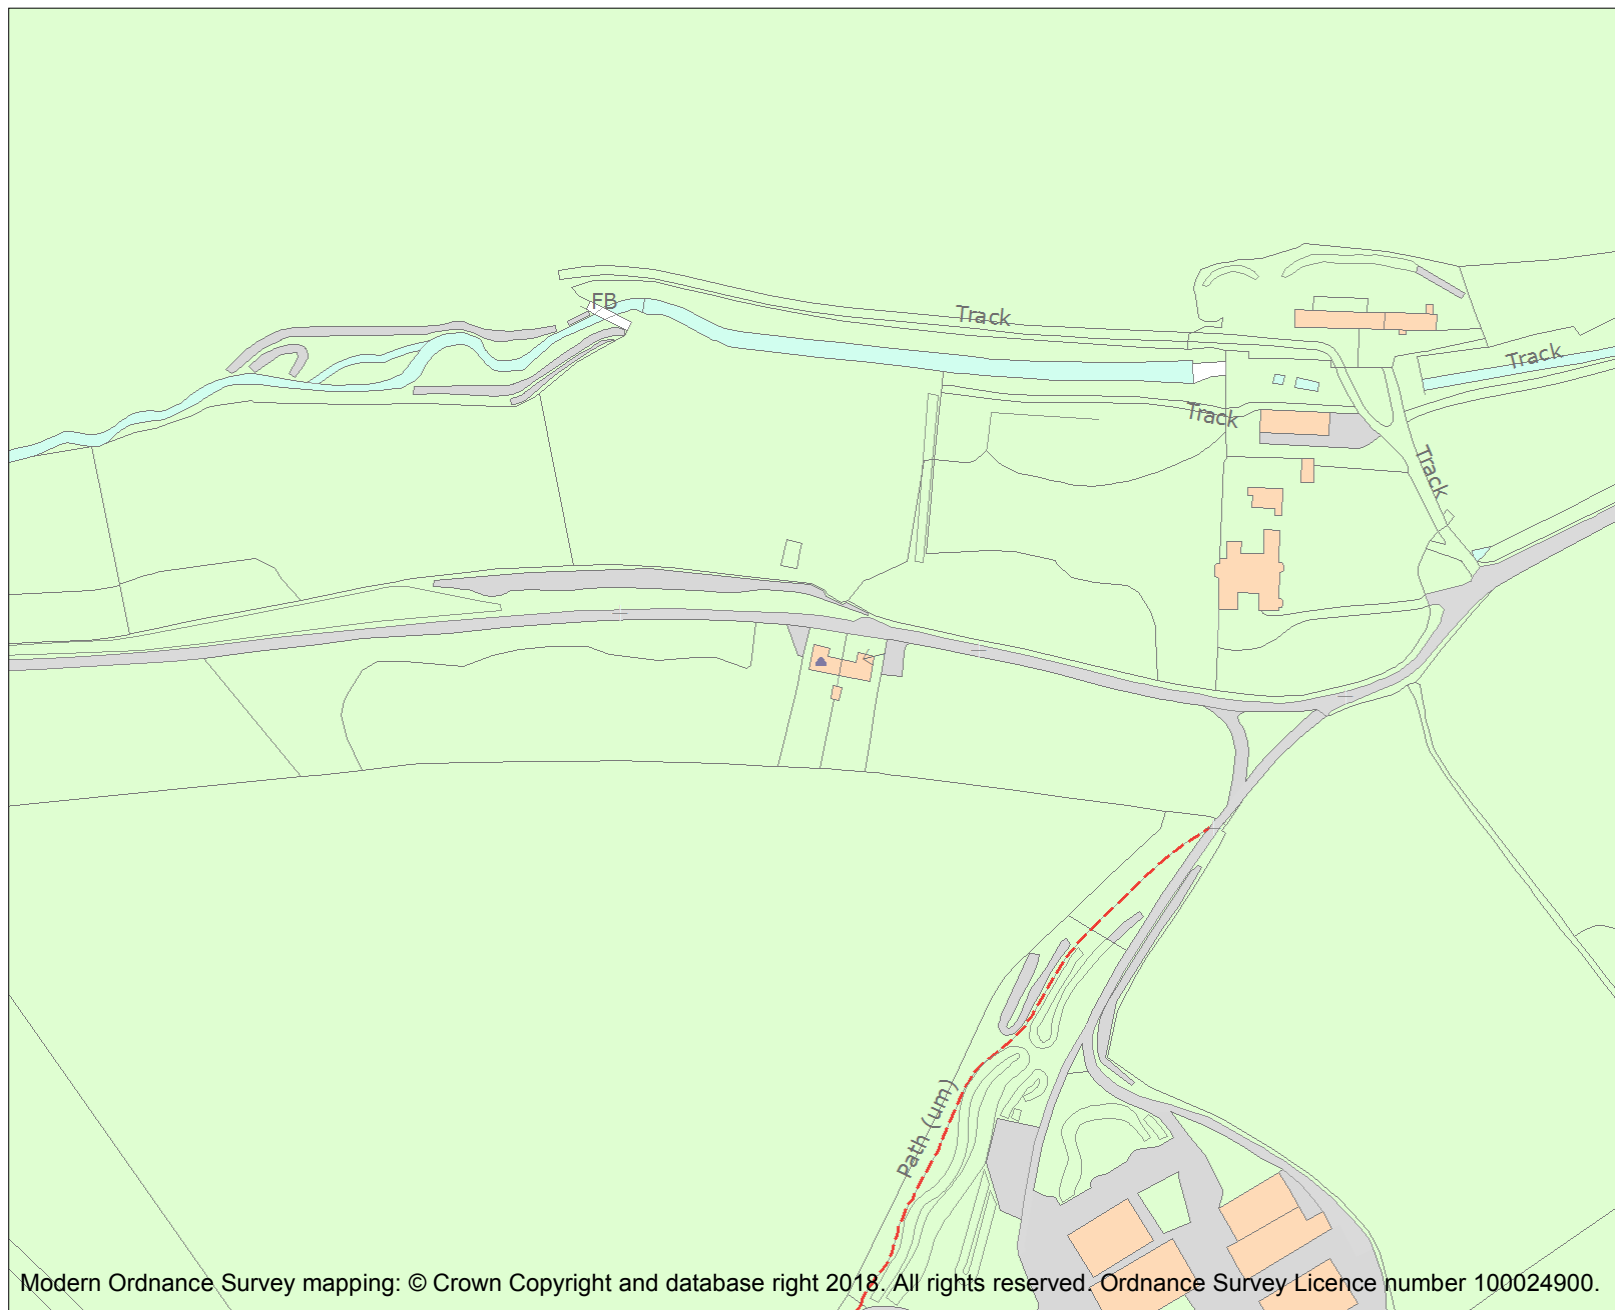 FB
Track
Track
Track
Track
Path (um)
Modern Ordnance Survey mapping: © Crown Copyright and database right 2018. All rights reserved. Ordnance Survey Licence number 100024900.